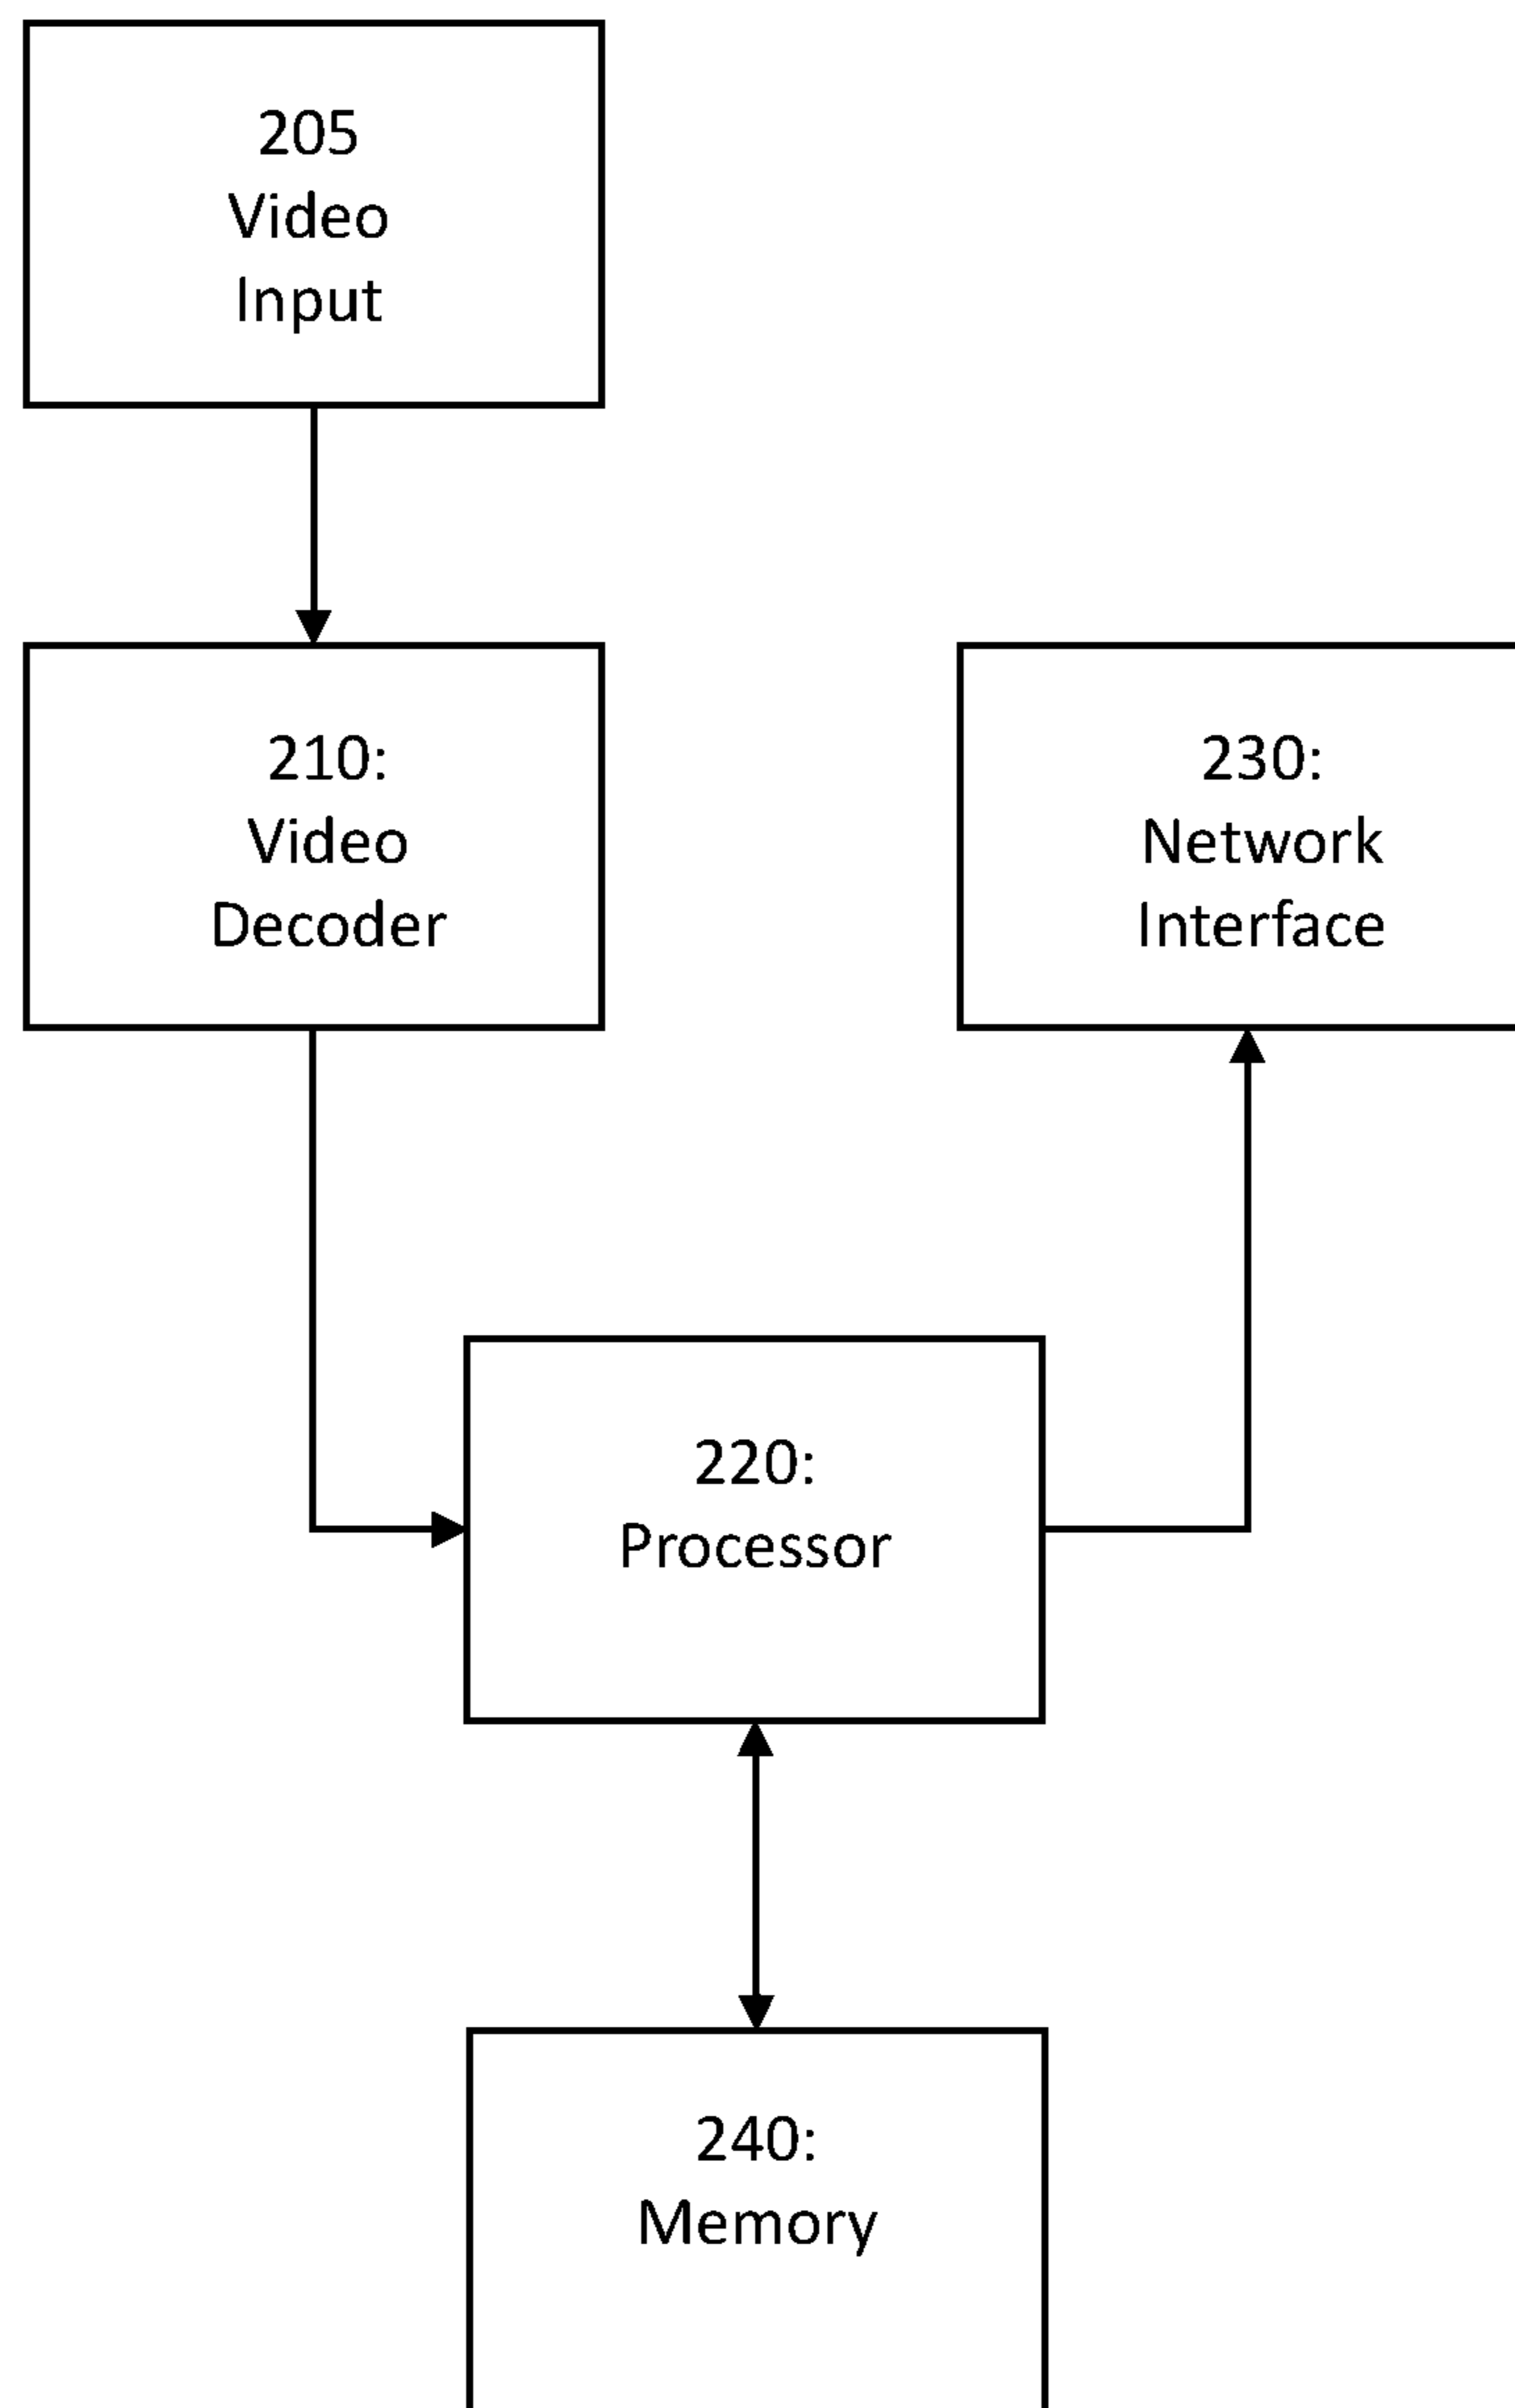 205
Video
Input
210:
Video
Decoder
230:
Network
Interface
220:
Processor
240:
Memory